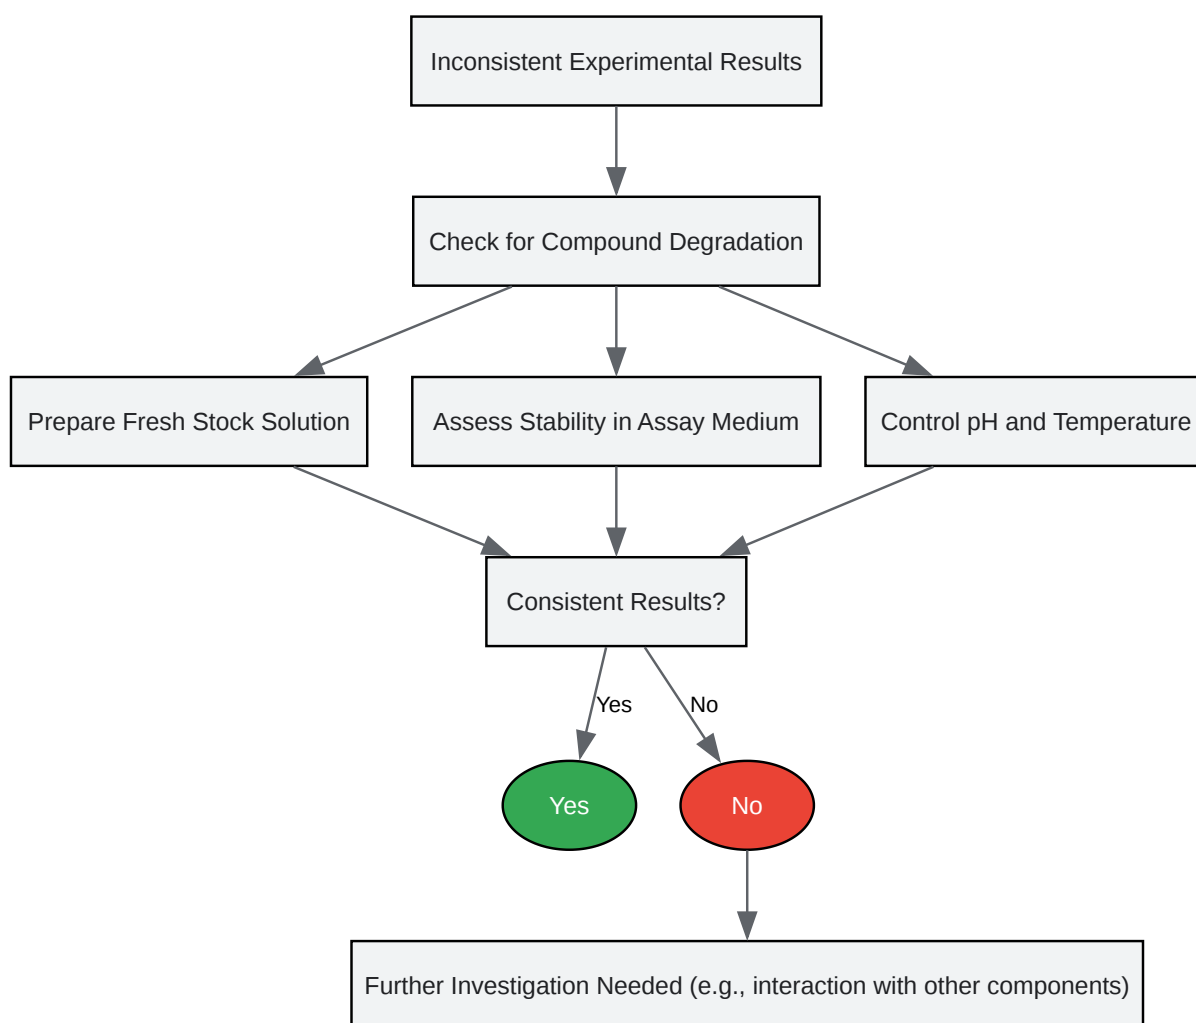 Inconsistent Experimental Results
Check for Compound Degradation
Prepare Fresh Stock Solution
Assess Stability in Assay Medium
Control pH and Temperature
Consistent Results?
Yes
No
Yes
No
Further Investigation Needed (e.g., interaction with other components)